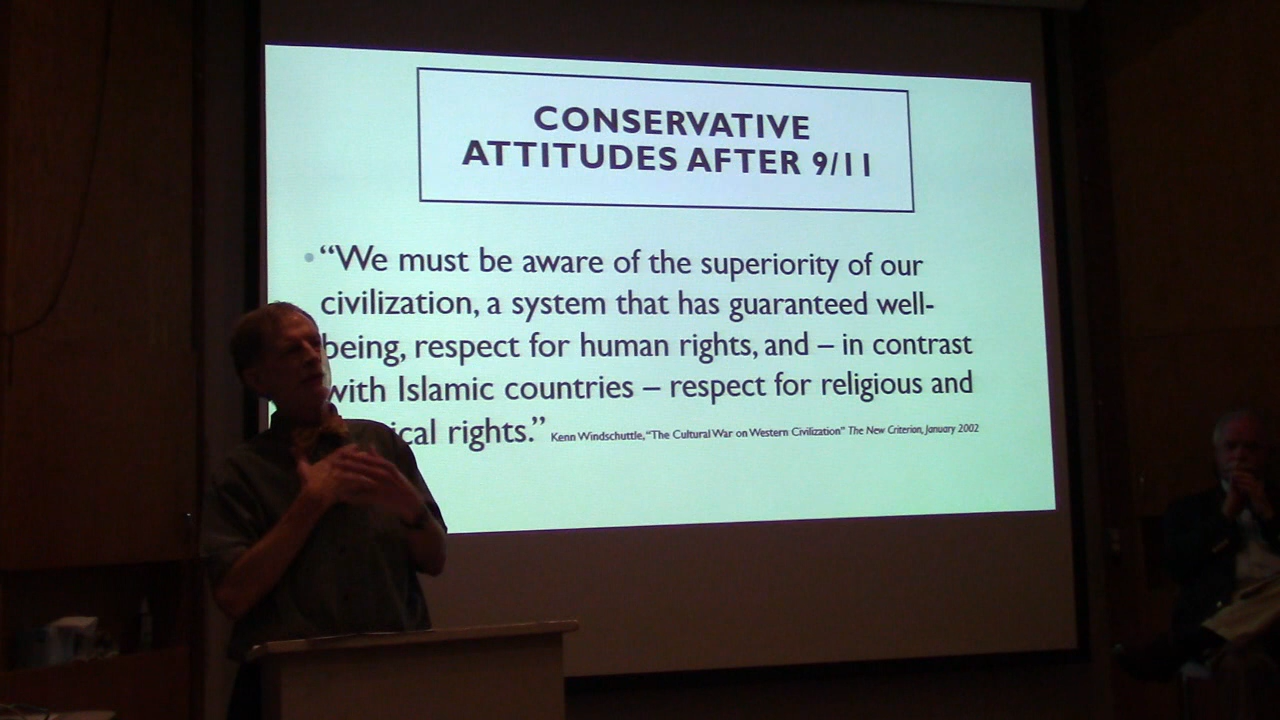 CONSERVATIVE
ATTITUDES AFTER 9/11
• “We must be aware of the superiority of our
civilization, a system that has guaranteed well-
being, respect for human rights, and – in contrast
with Islamic countries – respect for religious and
ical rights.” Kenn Windschuttle, “The Cultural War on Western Civilization” The New Criterion, January 2002